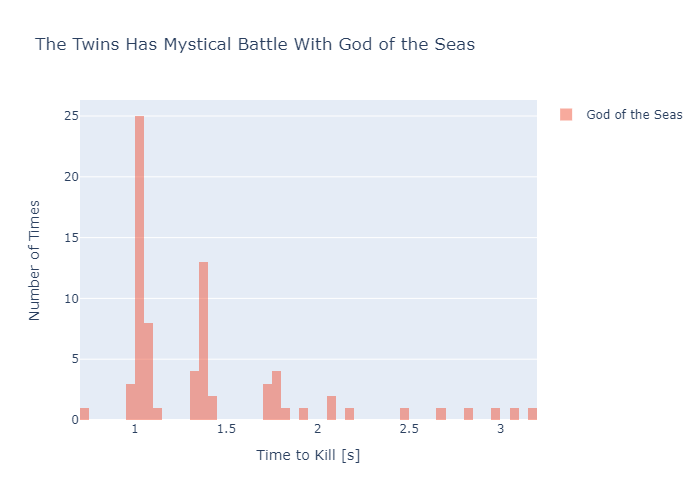 The Twins Has Mystical Battle With God of the Seas
God of the Seas
Number of Times
25
20
15
10
5
0
1
1.5
2
2.5
3
Time to Kill [s]